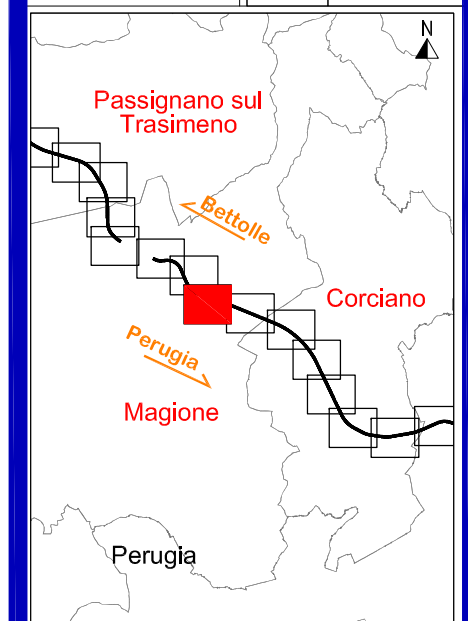 N
Passignano sul
Trasimeno
Bettolle
Corciano
Perugia
Magione
Perugia